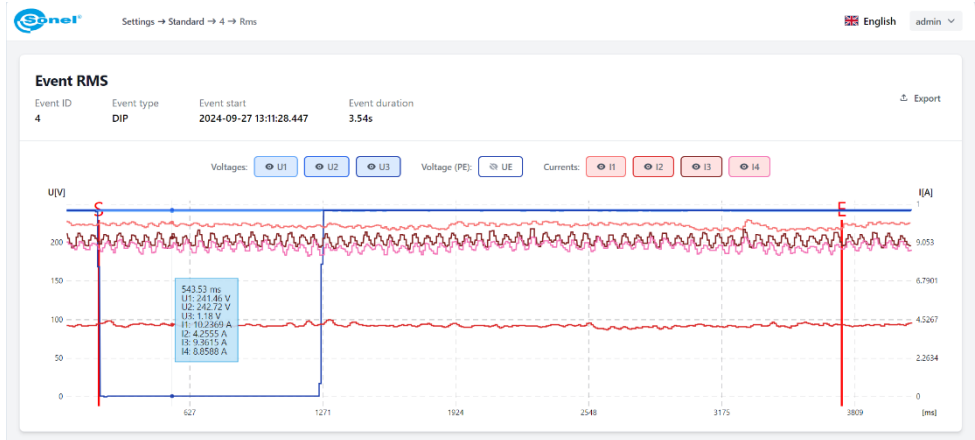 Sonel®
Settings → Standard → 4 → Rms
English
admin
Event RMS
Event ID Event type Event start Event duration
4 DIP 2024-09-27 13:11:28.447 3.54s
Export
Voltages: U1 U2 U3 Voltage (PE): UE Currents: I1 I2 I3 I4
U[V] I[A]
S E 1
200 9.053
150 6.7901
100 4.5267
50 2.2634
0 0
543.53 ms
U1: 241.46 V
U2: 242.72 V
U3: 1.18 V
I1: 10.2369 A
I2: 4.2555 A
I3: 9.3615 A
I4: 8.8588 A
627 1271 1924 2548 3175 3809 [ms]